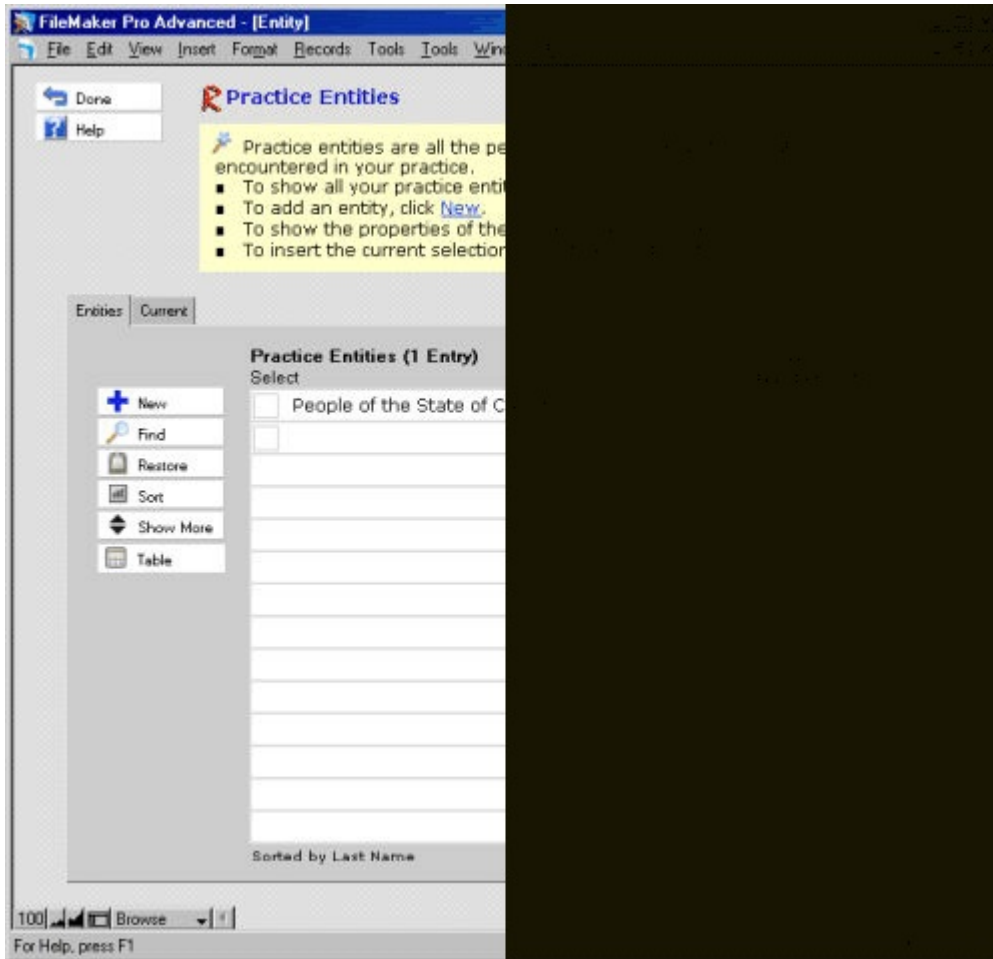 FileMaker Pro Advanced - [Entity]
File Edit View Insert Format Records Tools Tools
Done
Help
Practice Entities
Practice entities are all the
encountered in your practice.
▪ To show all your practice
▪ To add an entity, click New.
▪ To show the properties of the
▪ To insert the current selection
Entities Current
Practice Entities (1 Entry)
Select
New
People of the State of
Find
Restore
Sort
Show More
Table
Sorted by Last Name
100 Browse
For Help, press F1